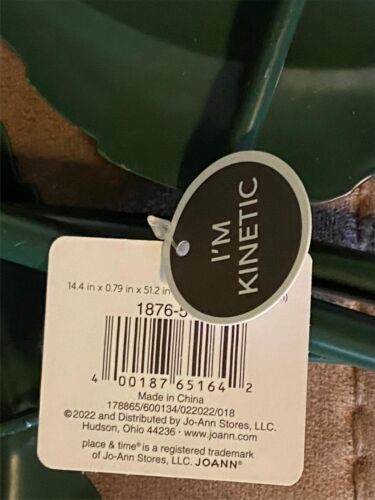 I'M
KINETIC
14.4 in x 0.79 in x 51.2 in
1876-5
4 00187 65164 2
Made in China
178865/600134/022022/018
©2022 and Distributed by Jo-Ann Stores, LLC.
Hudson, Ohio 44236 • www.joann.com
place & time® is a registered trademark
of Jo-Ann Stores, LLC. JOANN®